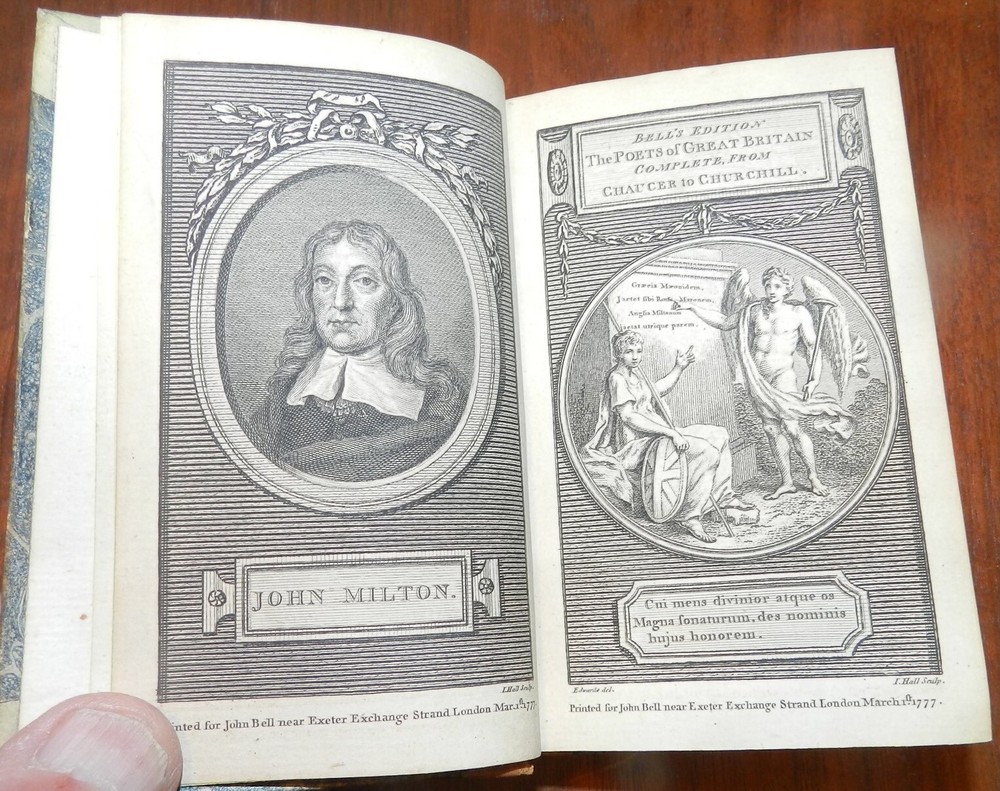 JOHN MILTON.
I. Hall Sculp.
inted for John Bell near Exeter Exchange Strand London Mar. 1st 177
BELL'S EDITION
The POETS of GREAT BRITAIN
COMPLETE, FROM
CHAUCER to CHURCHILL.
Græcia Mæonidem,
Jactet sibi Roma Maronem,
Anglia Miltonum
jactat utrique parem.
Cui mens divinior atque os
Magna ſonaturum, des nominis
hujus honorem.
Edwards del.
I. Hall Sculp.
Printed for John Bell near Exeter Exchange Strand London March 1st 1777.